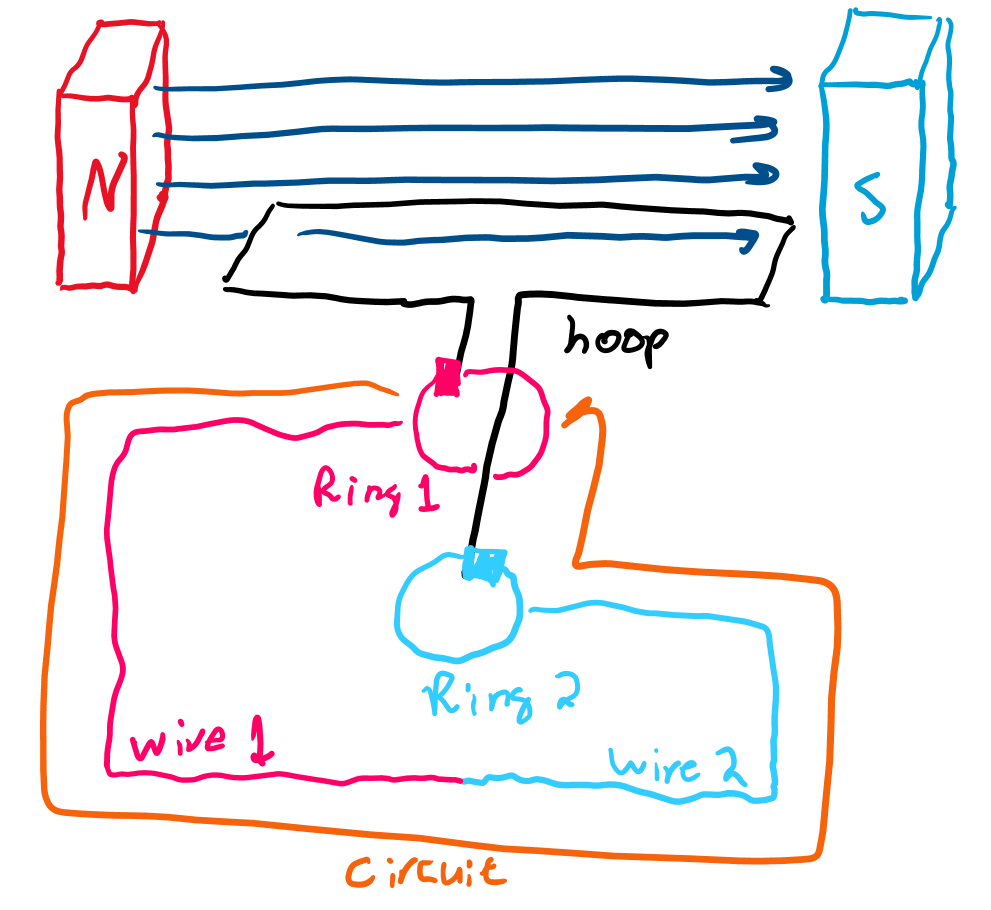 N
S
hoop
Ring 1
Ring 2
wire 1
wire 2
circuit